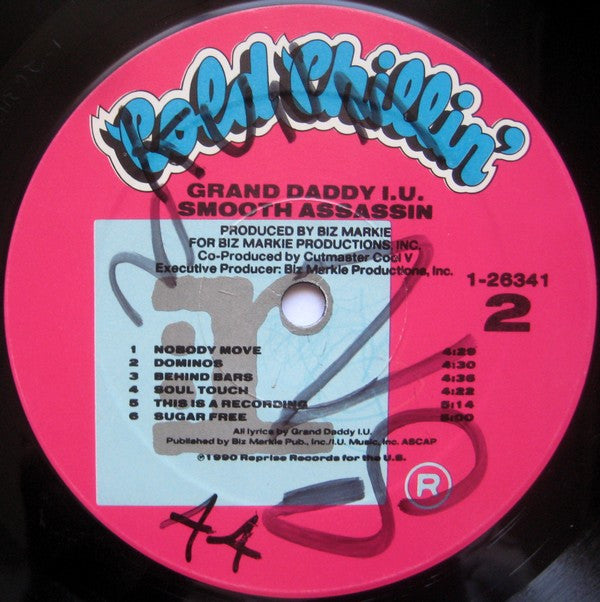 Cold Chillin'
GRAND DADDY I.U.
SMOOTH ASSASSIN
PRODUCED BY BIZ MARKIE
FOR BIZ MARKIE PRODUCTIONS, INC.
Co-Produced by Cutmaster Cool V
Executive Producer: Biz Markie Productions, Inc.
1-26341
2
1 NOBODY MOVE 4:29
2 DOMINOS 4:30
3 BEHIND BARS 4:36
4 SOUL TOUCH 4:22
5 THIS IS A RECORDING 5:14
6 SUGAR FREE 5:00
All lyrics by Grand Daddy I.U.
Published by Biz Markie Pub., Inc./I.U. Music, Inc. ASCAP
℗1990 Reprise Records for the U.S.
R